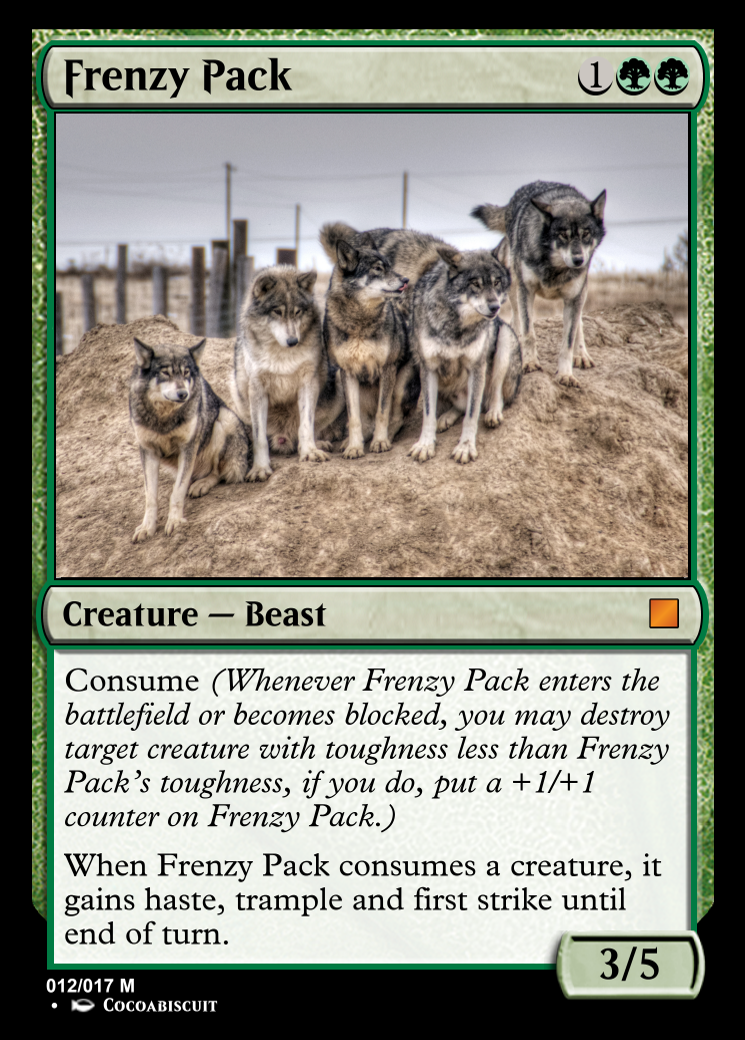 Frenzy Pack 1
Creature — Beast
Consume (Whenever Frenzy Pack enters the
battlefield or becomes blocked, you may destroy
target creature with toughness less than Frenzy
Pack's toughness, if you do, put a +1/+1
counter on Frenzy Pack.)
When Frenzy Pack consumes a creature, it
gains haste, trample and first strike until
end of turn.
3/5
012/017 M
• Cocoabiscuit